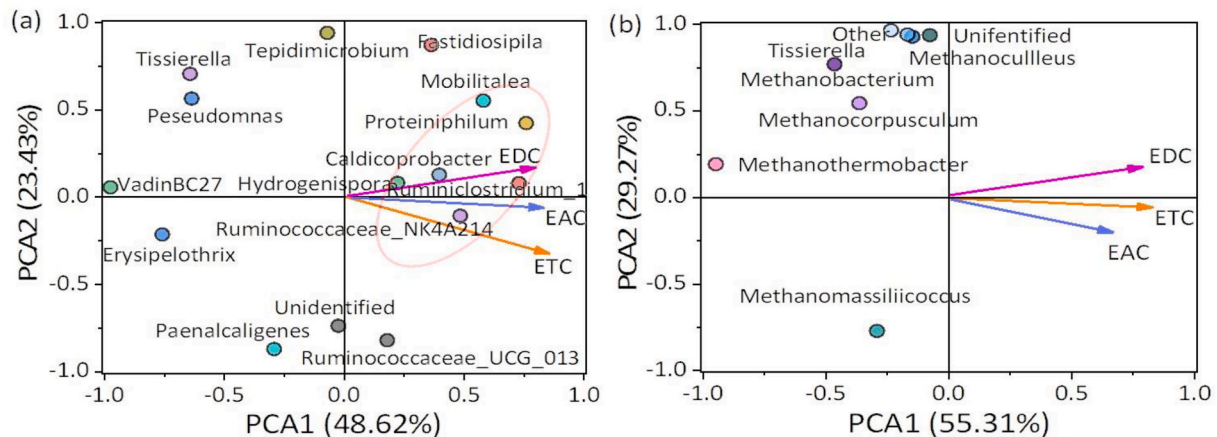 (a)
1.0
0.5
0.0
-0.5
-1.0
PCA2 (23.43%)
Tepidimicrobium
Fastidiosipila
Tissierella
Mobilitalea
Peseudomnas
Proteiniphilum
Caldicoprobacter
EDC
VadinBC27
Hydrogenispora
Ruminiclostridium_1
EAC
Ruminococcaceae_NK4A214
Erysipelothrix
ETC
Unidentified
Paenalcaligenes
Ruminococcaceae_UCG_013
-1.0 -0.5 0.0 0.5 1.0
PCA1 (48.62%)
(b)
1.0
0.5
0.0
-0.5
-1.0
PCA2 (29.27%)
Other
Unifentified
Tissierella
Methanocullleus
Methanobacterium
Methanocorpusculum
Methanothermobacter
EDC
ETC
EAC
Methanomassiliicoccus
-1.0 -0.5 0.0 0.5 1.0
PCA1 (55.31%)